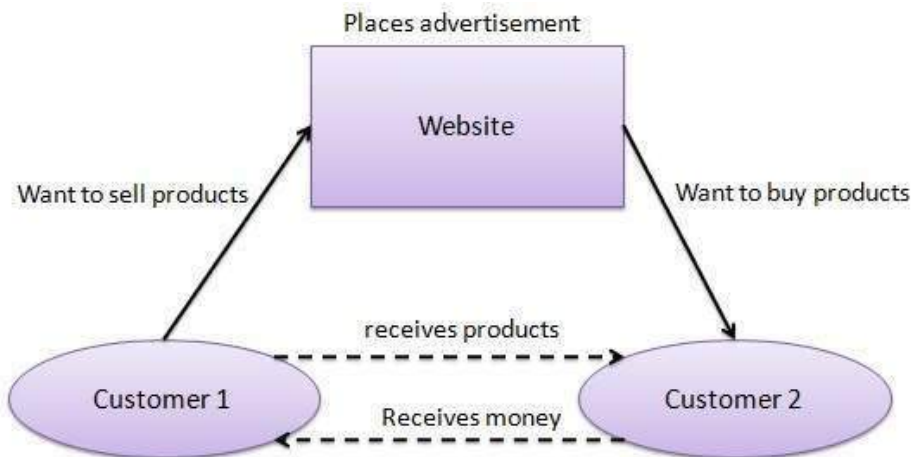 Places advertisement
Website
Want to sell products
Want to buy products
receives products
Customer 1
Customer 2
Receives money